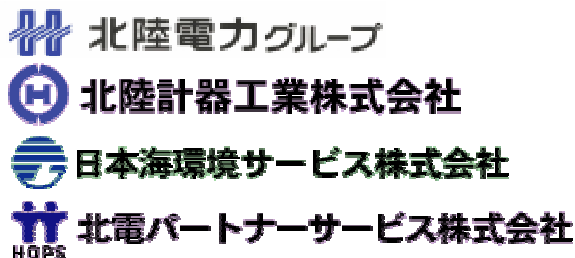 北陸電力グループ
北陸計器工業株式会社
日本海環境サービス株式会社
北電パートナーサービス株式会社
HOPS